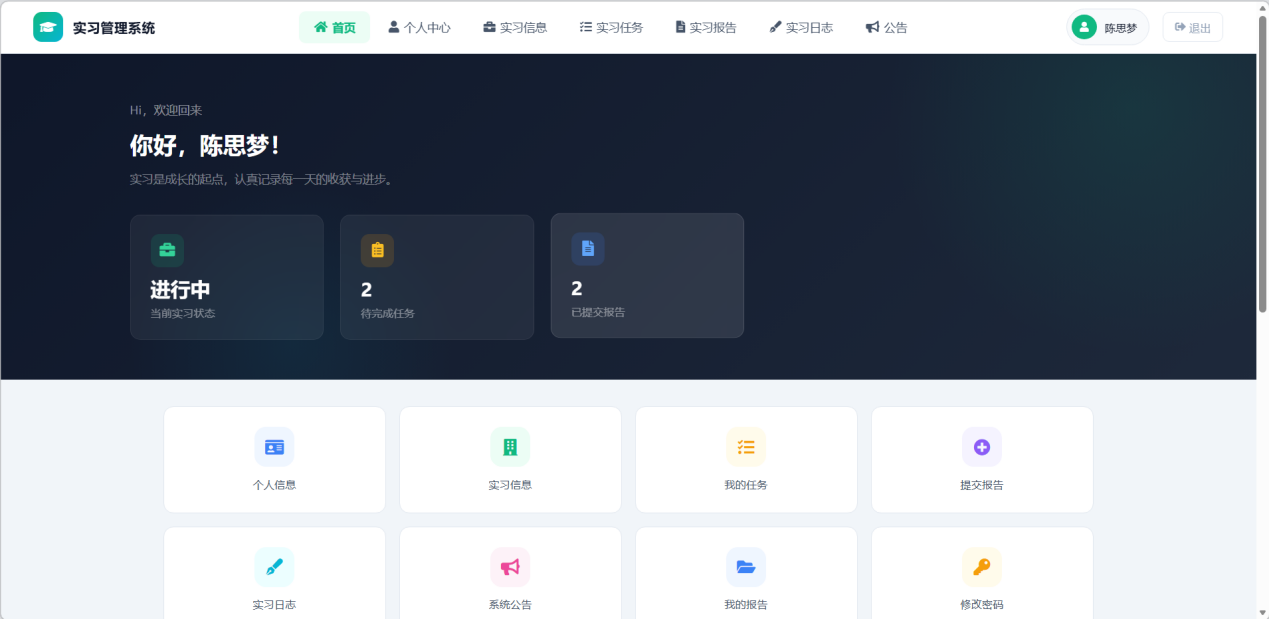 实习管理系统 首页 个人中心 实习信息 实习任务 实习报告 实习日志 公告 陈思梦 退出
Hi，欢迎回来
你好，陈思梦！
实习是成长的起点，认真记录每一天的收获与进步。
进行中
当前实习状态
2
待完成任务
2
已提交报告
个人信息 实习信息 我的任务 提交报告
实习日志 系统公告 我的报告 修改密码